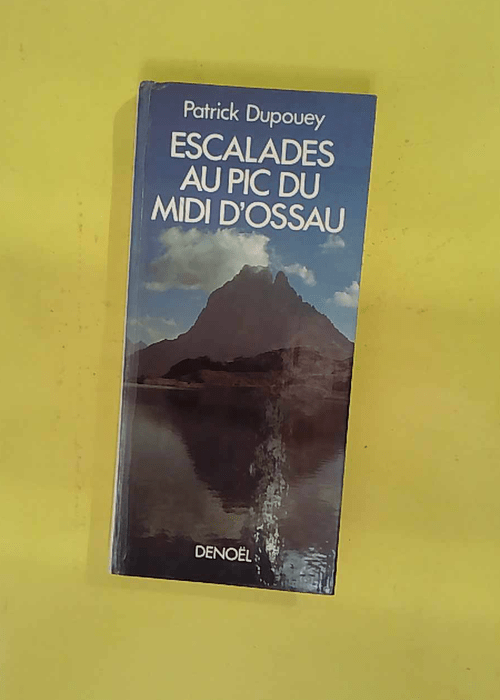 Patrick Dupouey
ESCALADES
AU PIC DU
MIDI D'OSSAU
DENOËL